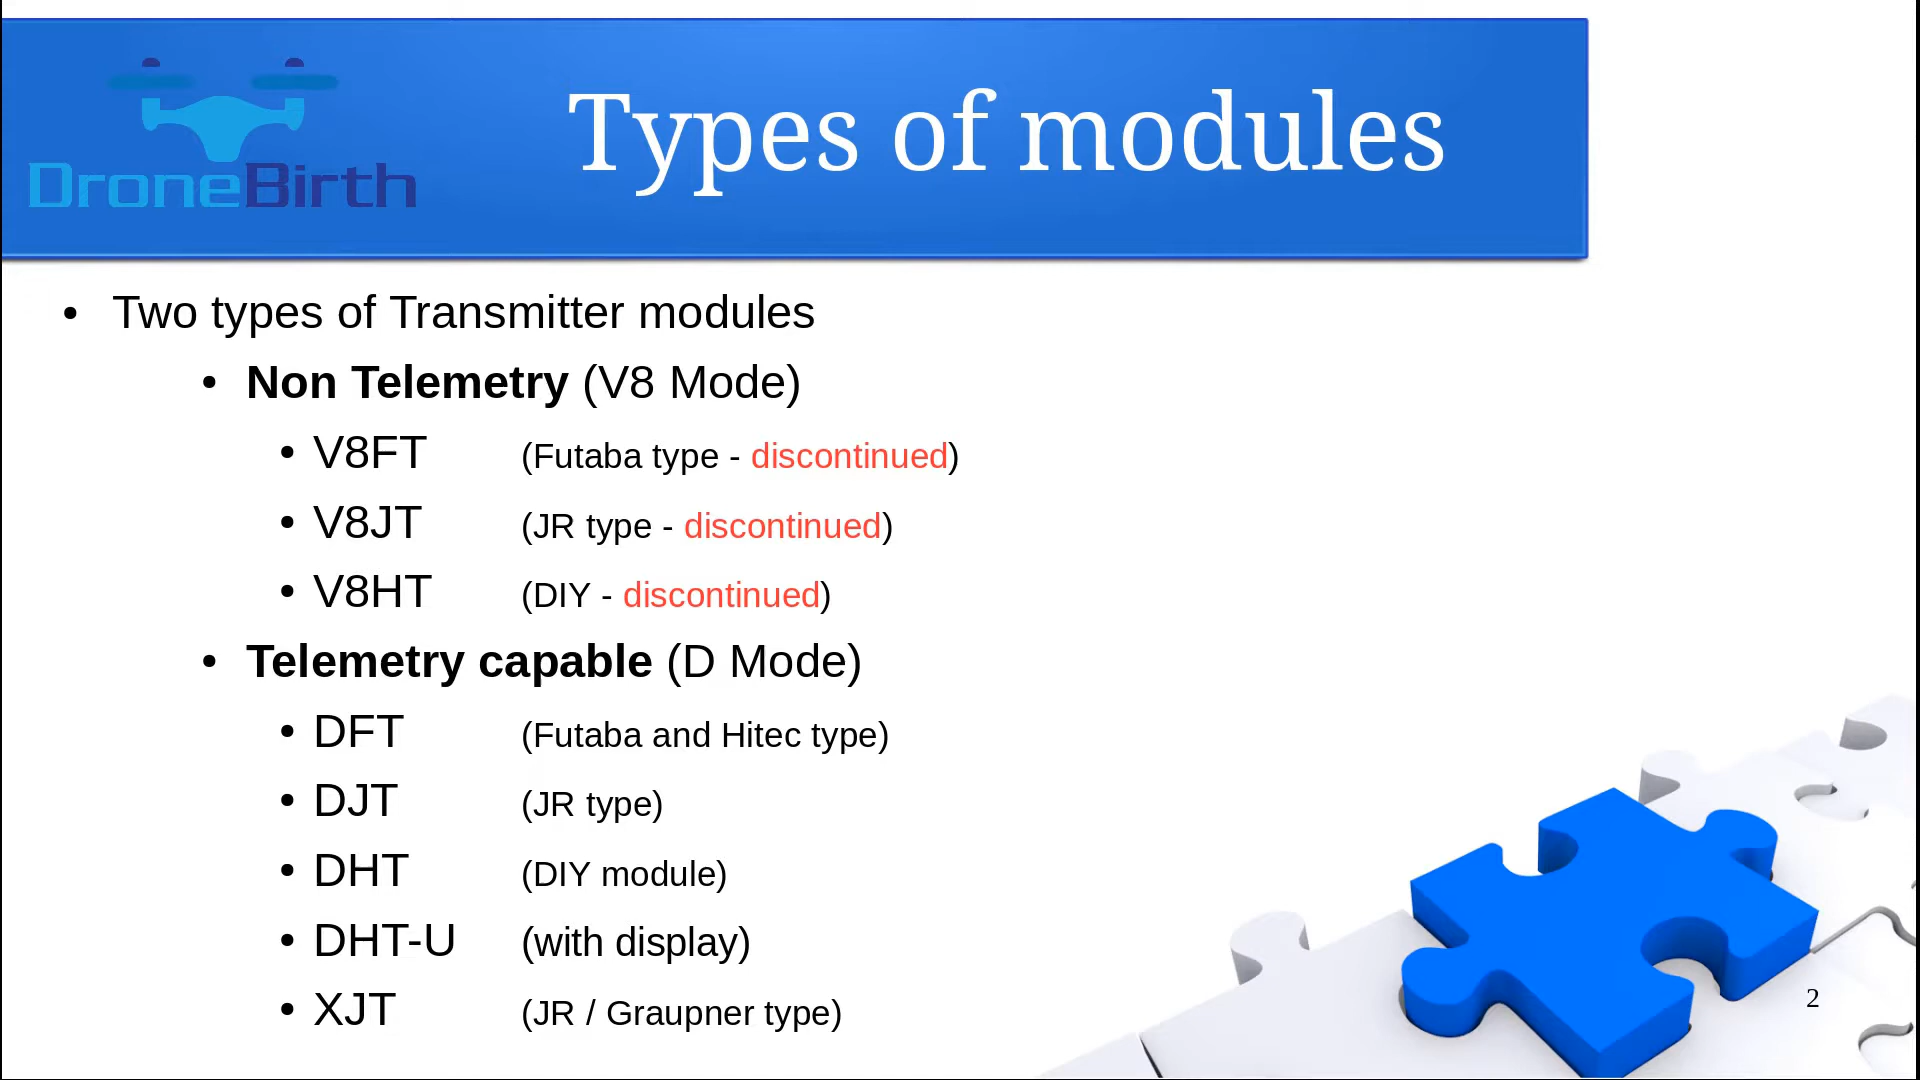 DroneBirth
Types of modules
• Two types of Transmitter modules
• Non Telemetry (V8 Mode)
• V8FT (Futaba type - discontinued)
• V8JT (JR type - discontinued)
• V8HT (DIY - discontinued)
• Telemetry capable (D Mode)
• DFT (Futaba and Hitec type)
• DJT (JR type)
• DHT (DIY module)
• DHT-U (with display)
• XJT (JR / Graupner type)
2